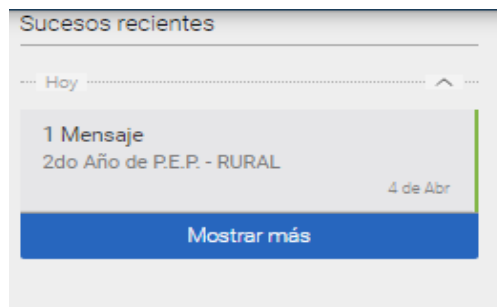 Sucesos recientes
Hoy
1 Mensaje
2do Año de P.E.P. - RURAL
4 de Abr
Mostrar más